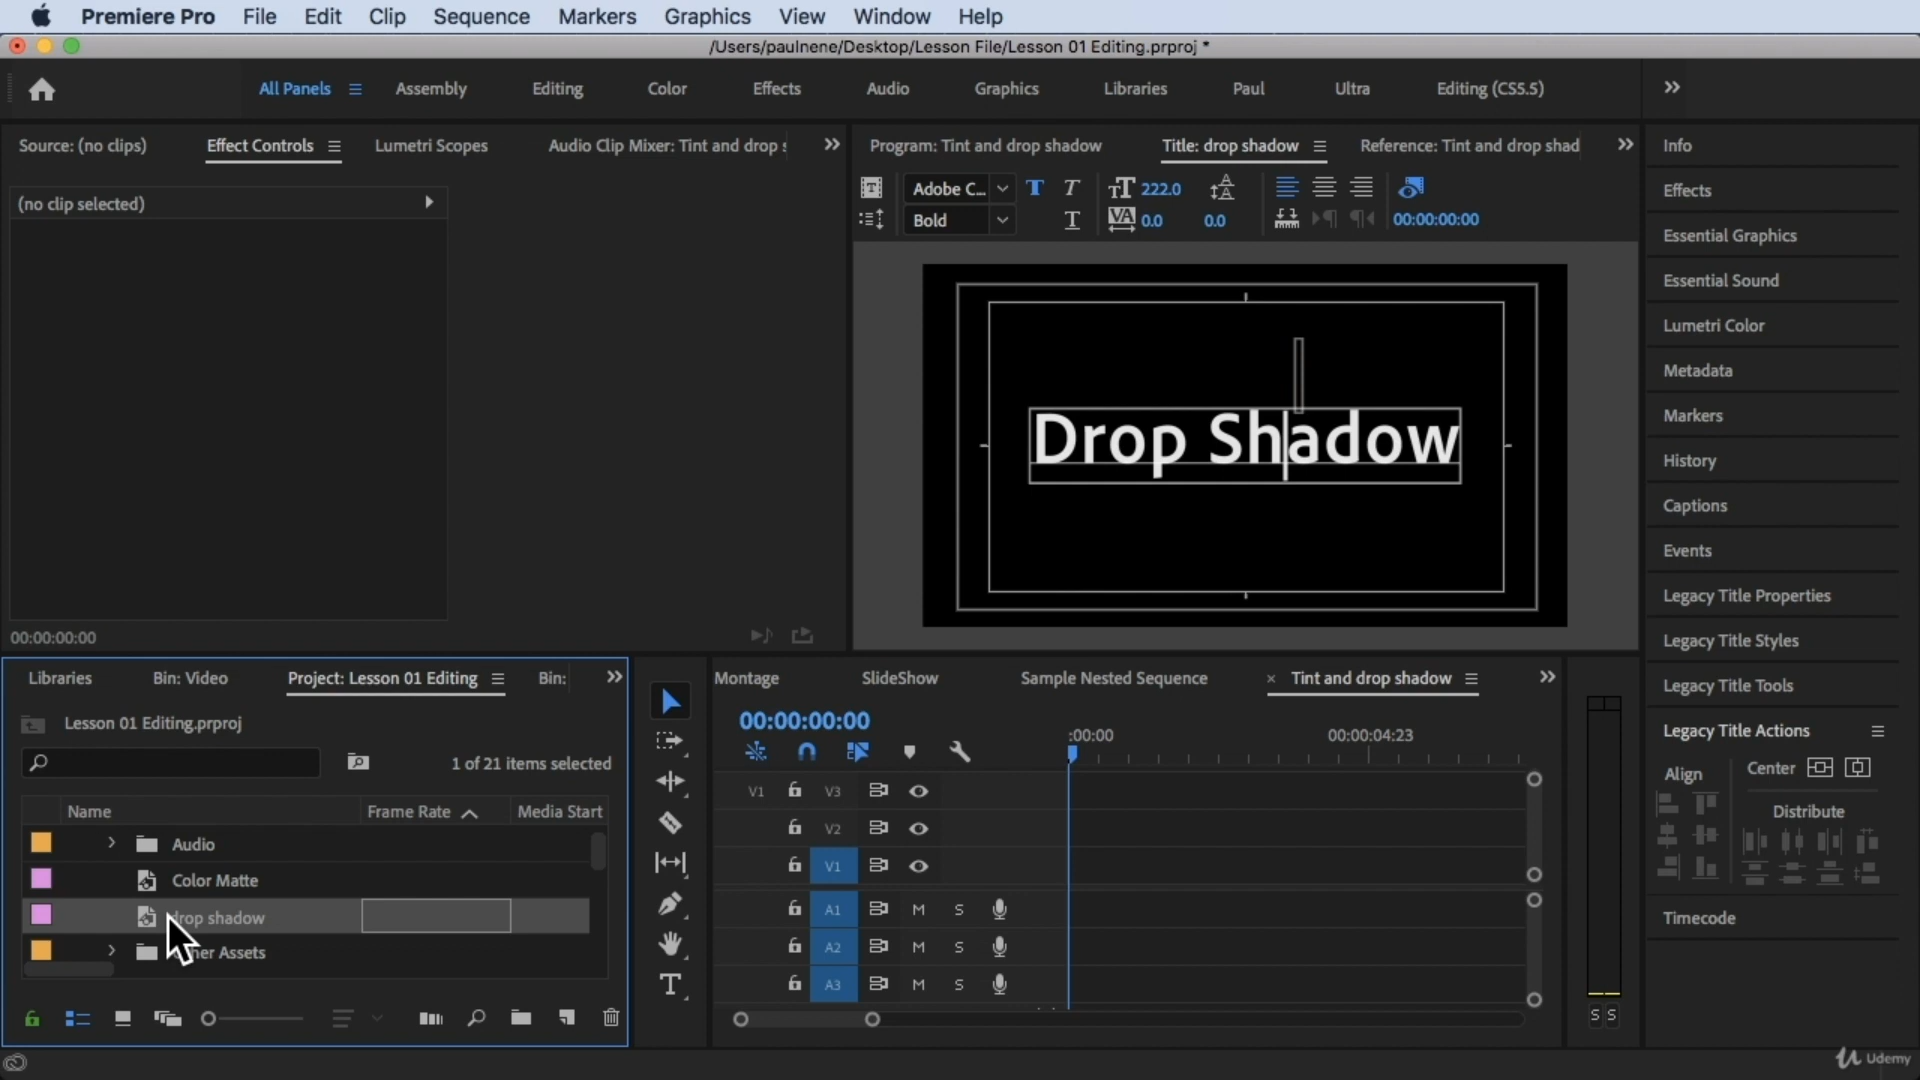 Premiere Pro File Edit Clip Sequence Markers Graphics View Window Help
/Users/paulnene/Desktop/Lesson File/Lesson 01 Editing.prproj *
All Panels Assembly Editing Color Effects Audio Graphics Libraries Paul Ultra Editing (CS5.5)
Source: (no clips) Effect Controls Lumetri Scopes Audio Clip Mixer: Tint and drop s
(no clip selected)
00:00:00:00
Program: Tint and drop shadow Title: drop shadow Reference: Tint and drop shad
Adobe C... T T TT 222.0
Bold T VA 0.0 0.0 00:00:00:00
Drop Shadow
Info
Effects
Essential Graphics
Essential Sound
Lumetri Color
Metadata
Markers
History
Captions
Events
Legacy Title Properties
Legacy Title Styles
Legacy Title Tools
Legacy Title Actions
Align Center
Distribute
Timecode
Libraries Bin: Video Project: Lesson 01 Editing Bin:
Lesson 01 Editing.prproj
1 of 21 items selected
Name Frame Rate Media Start
Audio
Color Matte
drop shadow
Other Assets
Montage SlideShow Sample Nested Sequence × Tint and drop shadow
00:00:00:00
:00:00 00:00:04:23
V1 V3
V2
V1
A1 M S
A2 M S
A3 M S
S S
Udemy